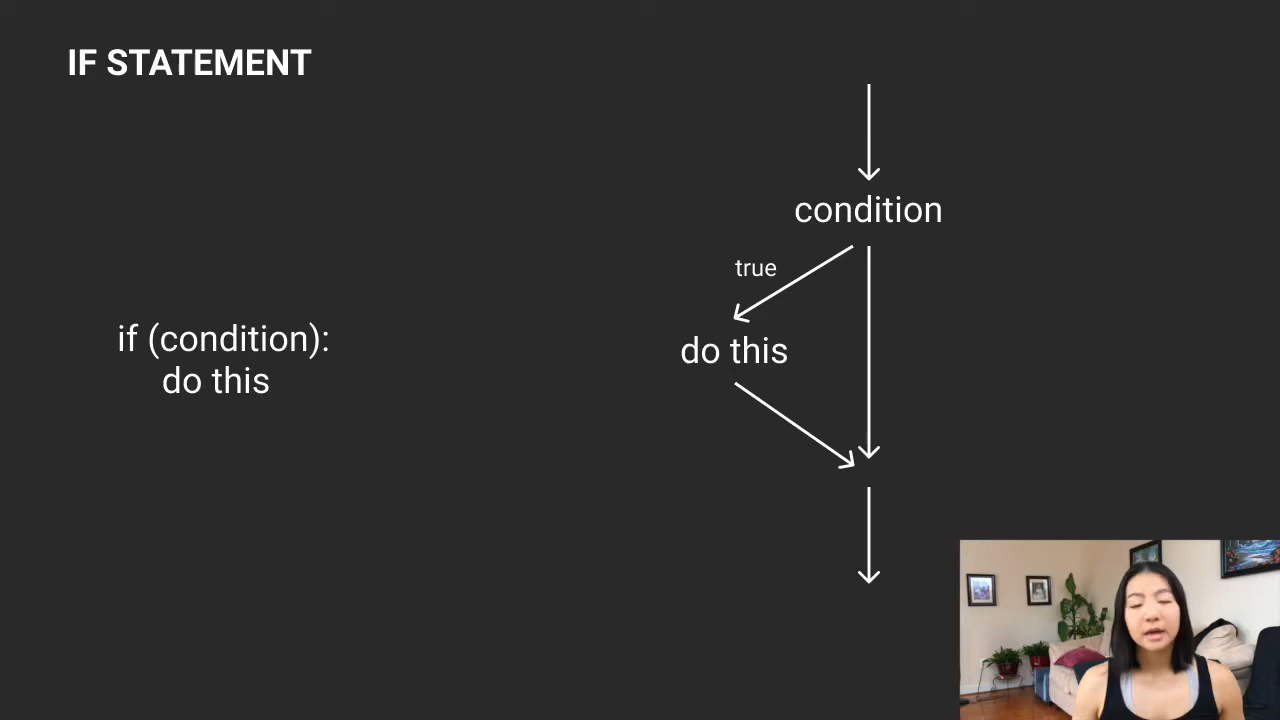 IF STATEMENT
if (condition):
do this
condition
true
do this